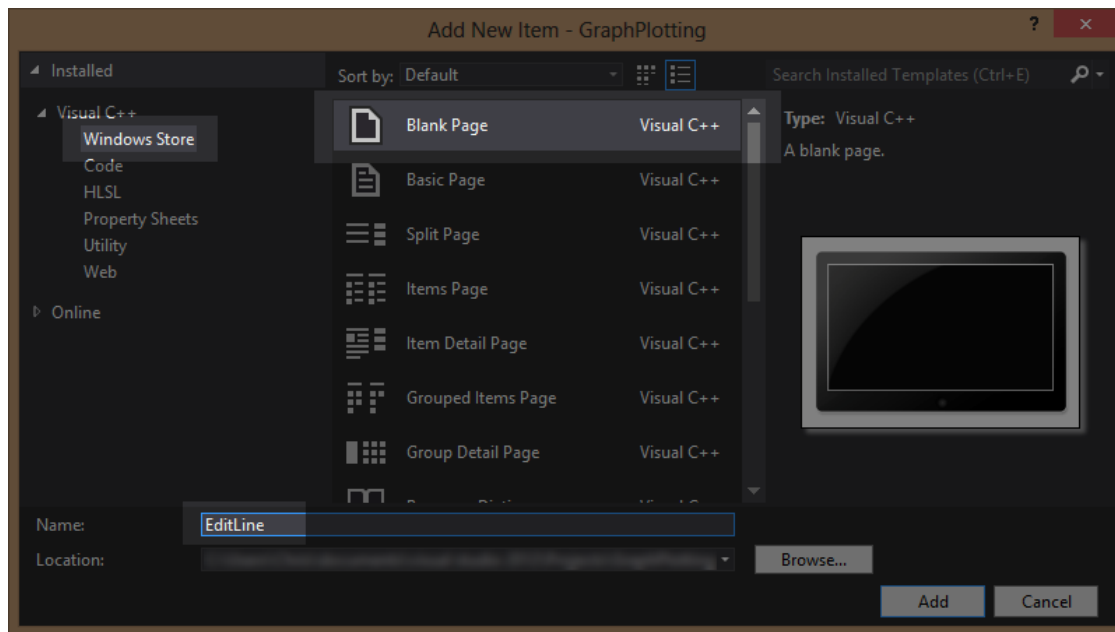 Add New Item - GraphPlotting
?
Installed
Sort by: Default
Search Installed Templates (Ctrl+E)
Visual C++
Windows Store
Code
HLSL
Property Sheets
Utility
Web
Online
Blank Page Visual C++
Basic Page Visual C++
Split Page Visual C++
Items Page Visual C++
Item Detail Page Visual C++
Grouped Items Page Visual C++
Group Detail Page Visual C++
Type: Visual C++
A blank page.
Name: EditLine
Location:
Browse...
Add Cancel